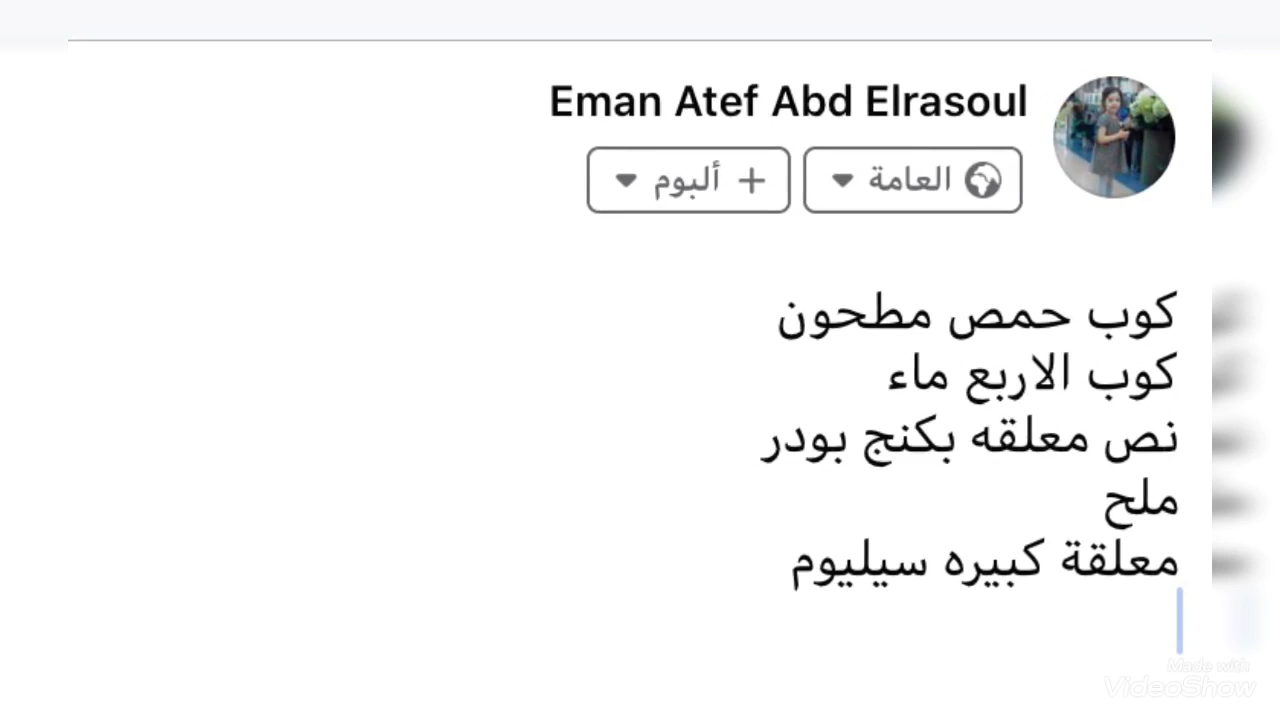 Eman Atef Abd Elrasoul
العامة
+ ألبوم
كوب حمص مطحون
كوب الاربع ماء
نص معلقه بكنج بودر
ملح
معلقة كبيره سيليوم
Made with
VideoShow